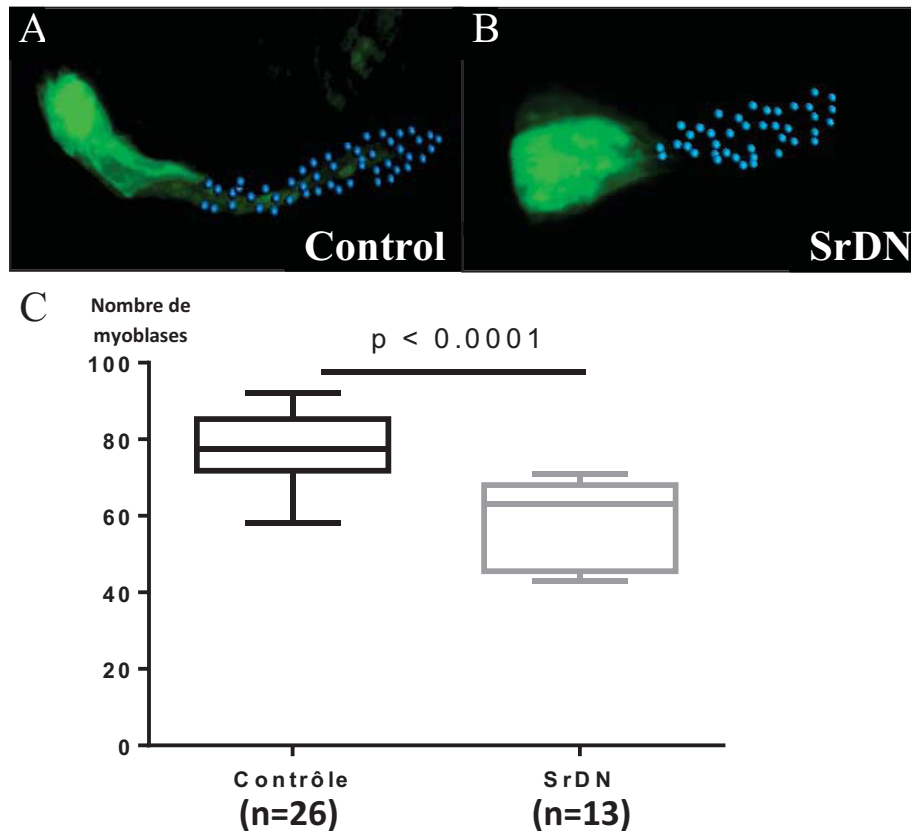 A
B
Control
SrDN
C
Nombre de
myoblases
p < 0.0001
100
80
60
40
20
0
Contrôle
SrDN
(n=26)
(n=13)